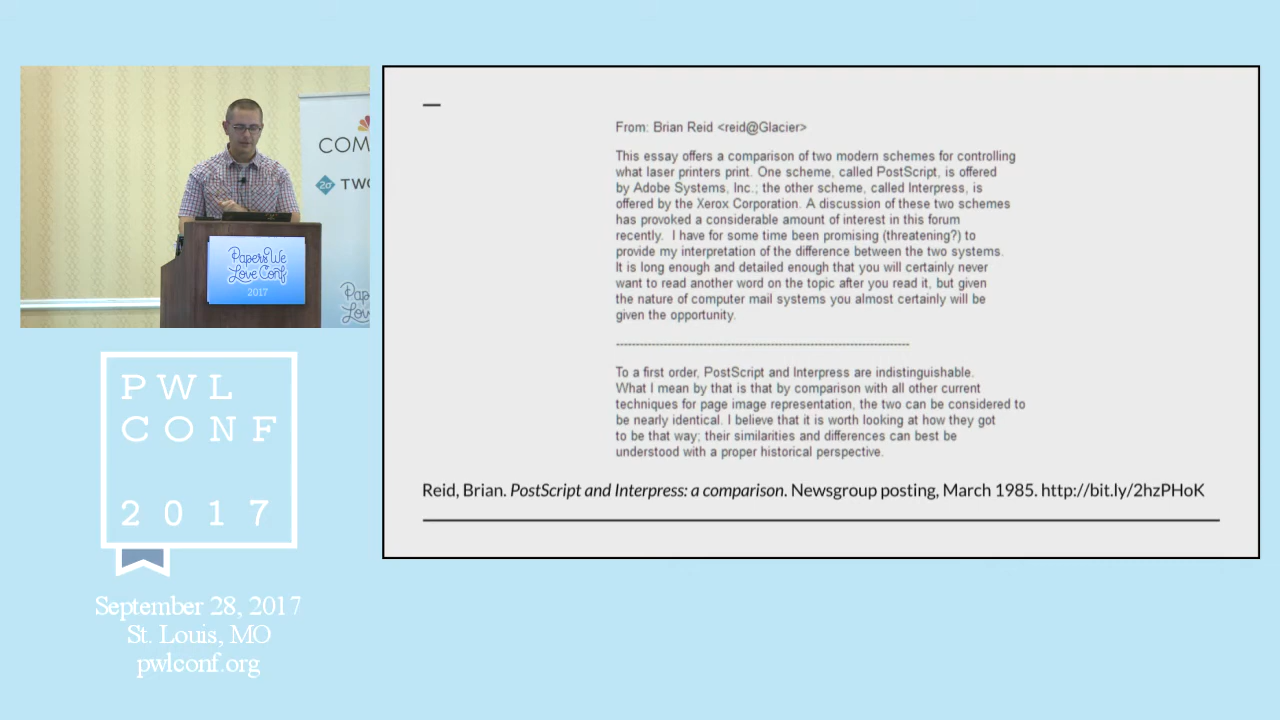 COM
TWO
2σ
Papers We
Love Conf
2017
Pap
Lov
PWL
CONF
2017
September 28, 2017
St. Louis, MO
pwlconf.org
From: Brian Reid <reid@Glacier>
This essay offers a comparison of two modern schemes for controlling
what laser printers print. One scheme, called PostScript, is offered
by Adobe Systems, Inc.; the other scheme, called Interpress, is
offered by the Xerox Corporation. A discussion of these two schemes
has provoked a considerable amount of interest in this forum
recently.  I have for some time been promising (threatening?) to
provide my interpretation of the difference between the two systems.
It is long enough and detailed enough that you will certainly never
want to read another word on the topic after you read it, but given
the nature of computer mail systems you almost certainly will be
given the opportunity.
--------------------------------------------------------------------------
To a first order, PostScript and Interpress are indistinguishable.
What I mean by that is that by comparison with all other current
techniques for page image representation, the two can be considered to
be nearly identical. I believe that it is worth looking at how they got
to be that way; their similarities and differences can best be
understood with a proper historical perspective.
Reid, Brian. PostScript and Interpress: a comparison. Newsgroup posting, March 1985. http://bit.ly/2hzPHoK